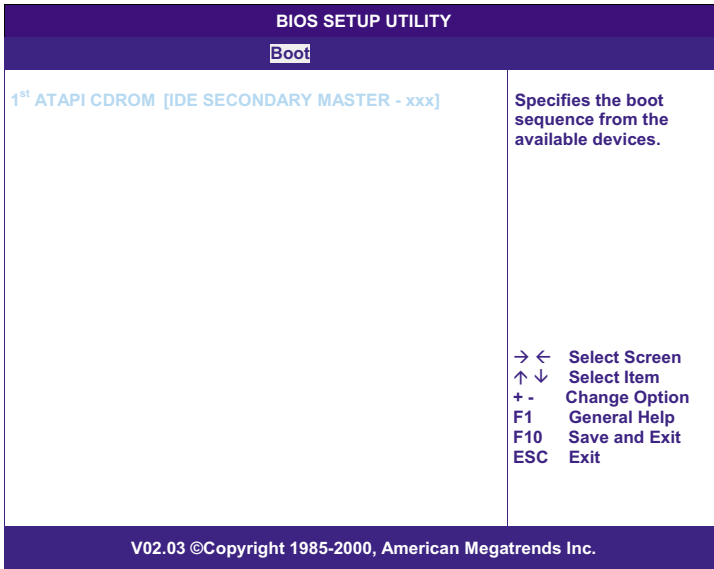 BIOS SETUP UTILITY
Boot
1st ATAPI CDROM [IDE SECONDARY MASTER - xxx]
Specifies the boot
sequence from the
available devices.
→ ← Select Screen
↑ ↓ Select Item
+ - Change Option
F1 General Help
F10 Save and Exit
ESC Exit
V02.03 ©Copyright 1985-2000, American Megatrends Inc.